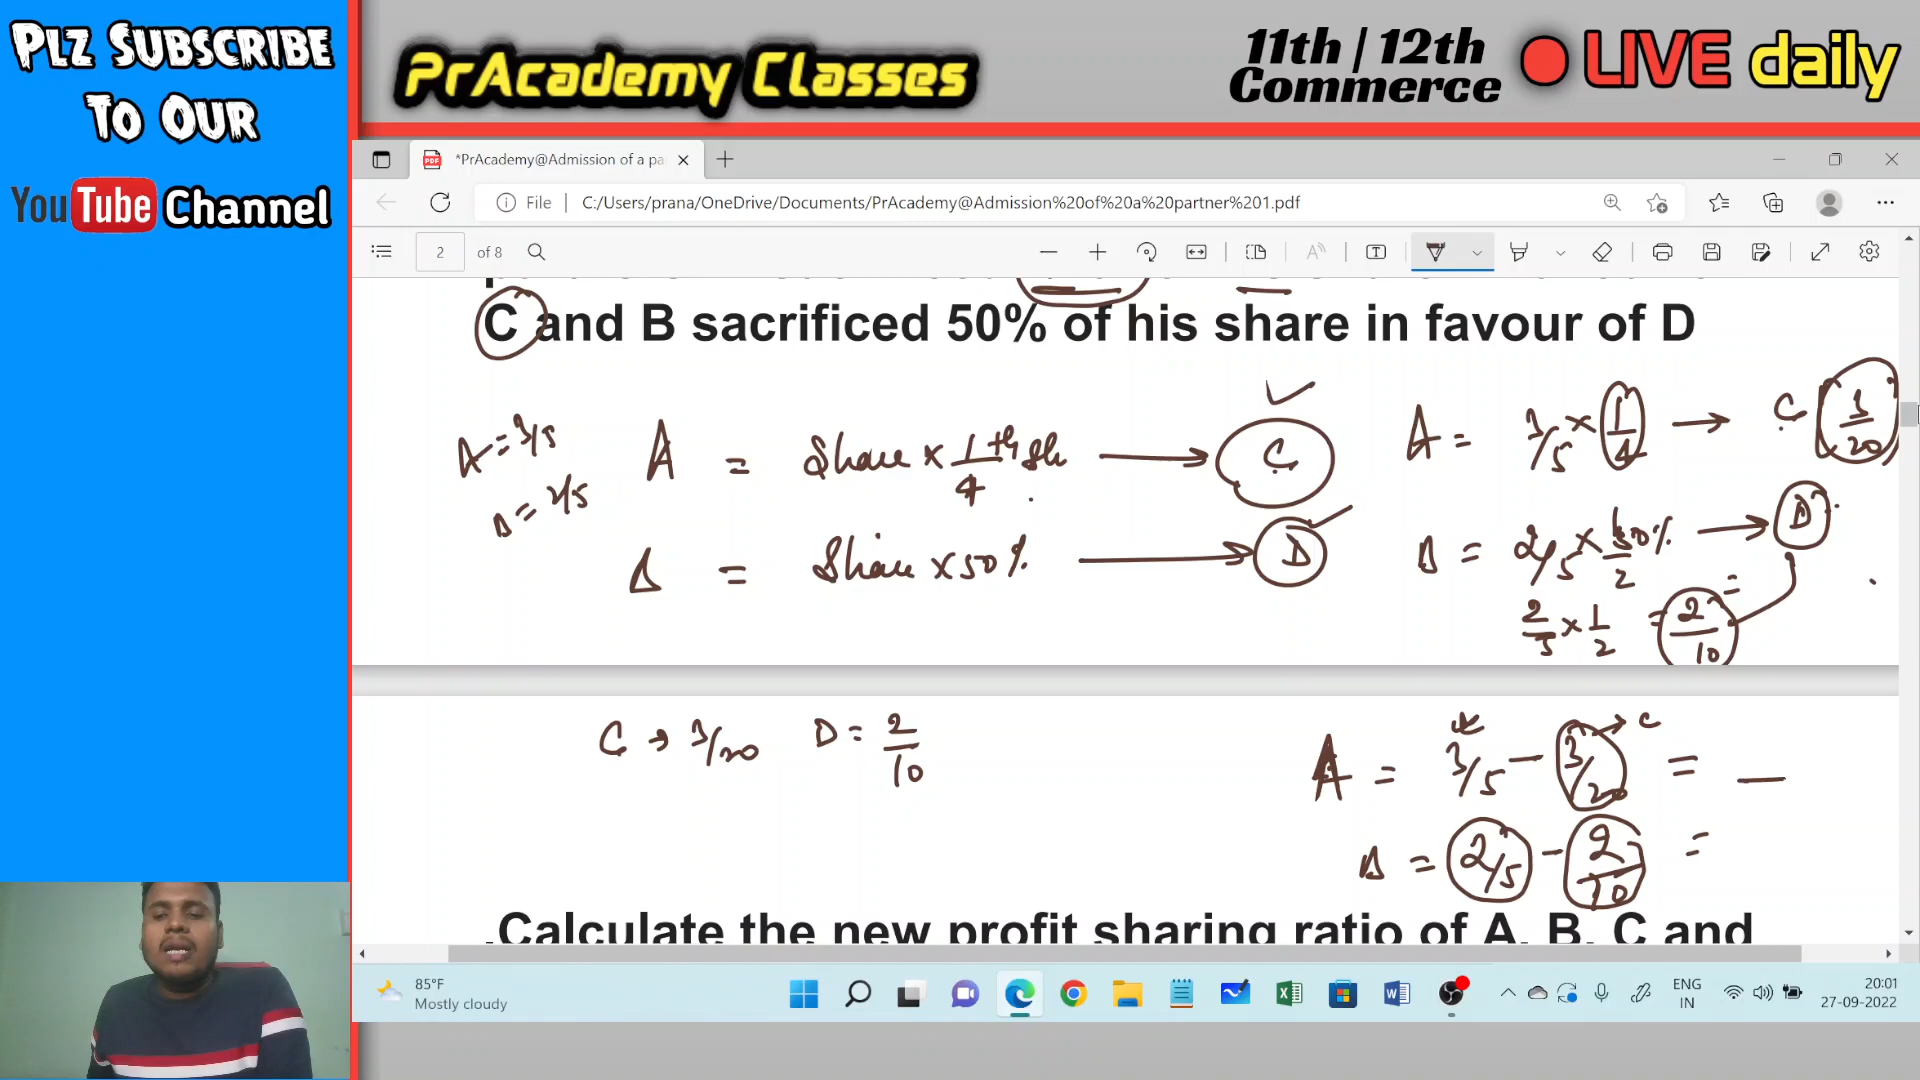 PLZ SUBSCRIBE
TO OUR
YouTube Channel
PrAcademy Classes
11th | 12th
Commerce
LIVE daily
*PrAcademy@Admission of a pa
File
C:/Users/prana/OneDrive/Documents/PrAcademy@Admission%20of%20a%20partner%201.pdf
2 of 8
C and B sacrificed 50% of his share in favour of D
A = 3/5
B = 2/5
A = Share × 1/4 th Sh → C
B = Share × 50% → D
A = 3/5 × 1/4 → C 3/20
B = 2/5 × 50% → D
2/5 × 1/2 = 2/10
C → 3/20 D = 2/10
A = 3/5 - 3/20 → C = —
B = 2/5 - 2/10 =
.Calculate the new profit sharing ratio of A, B, C and
85°F
Mostly cloudy
ENG
IN
20:01
27-09-2022